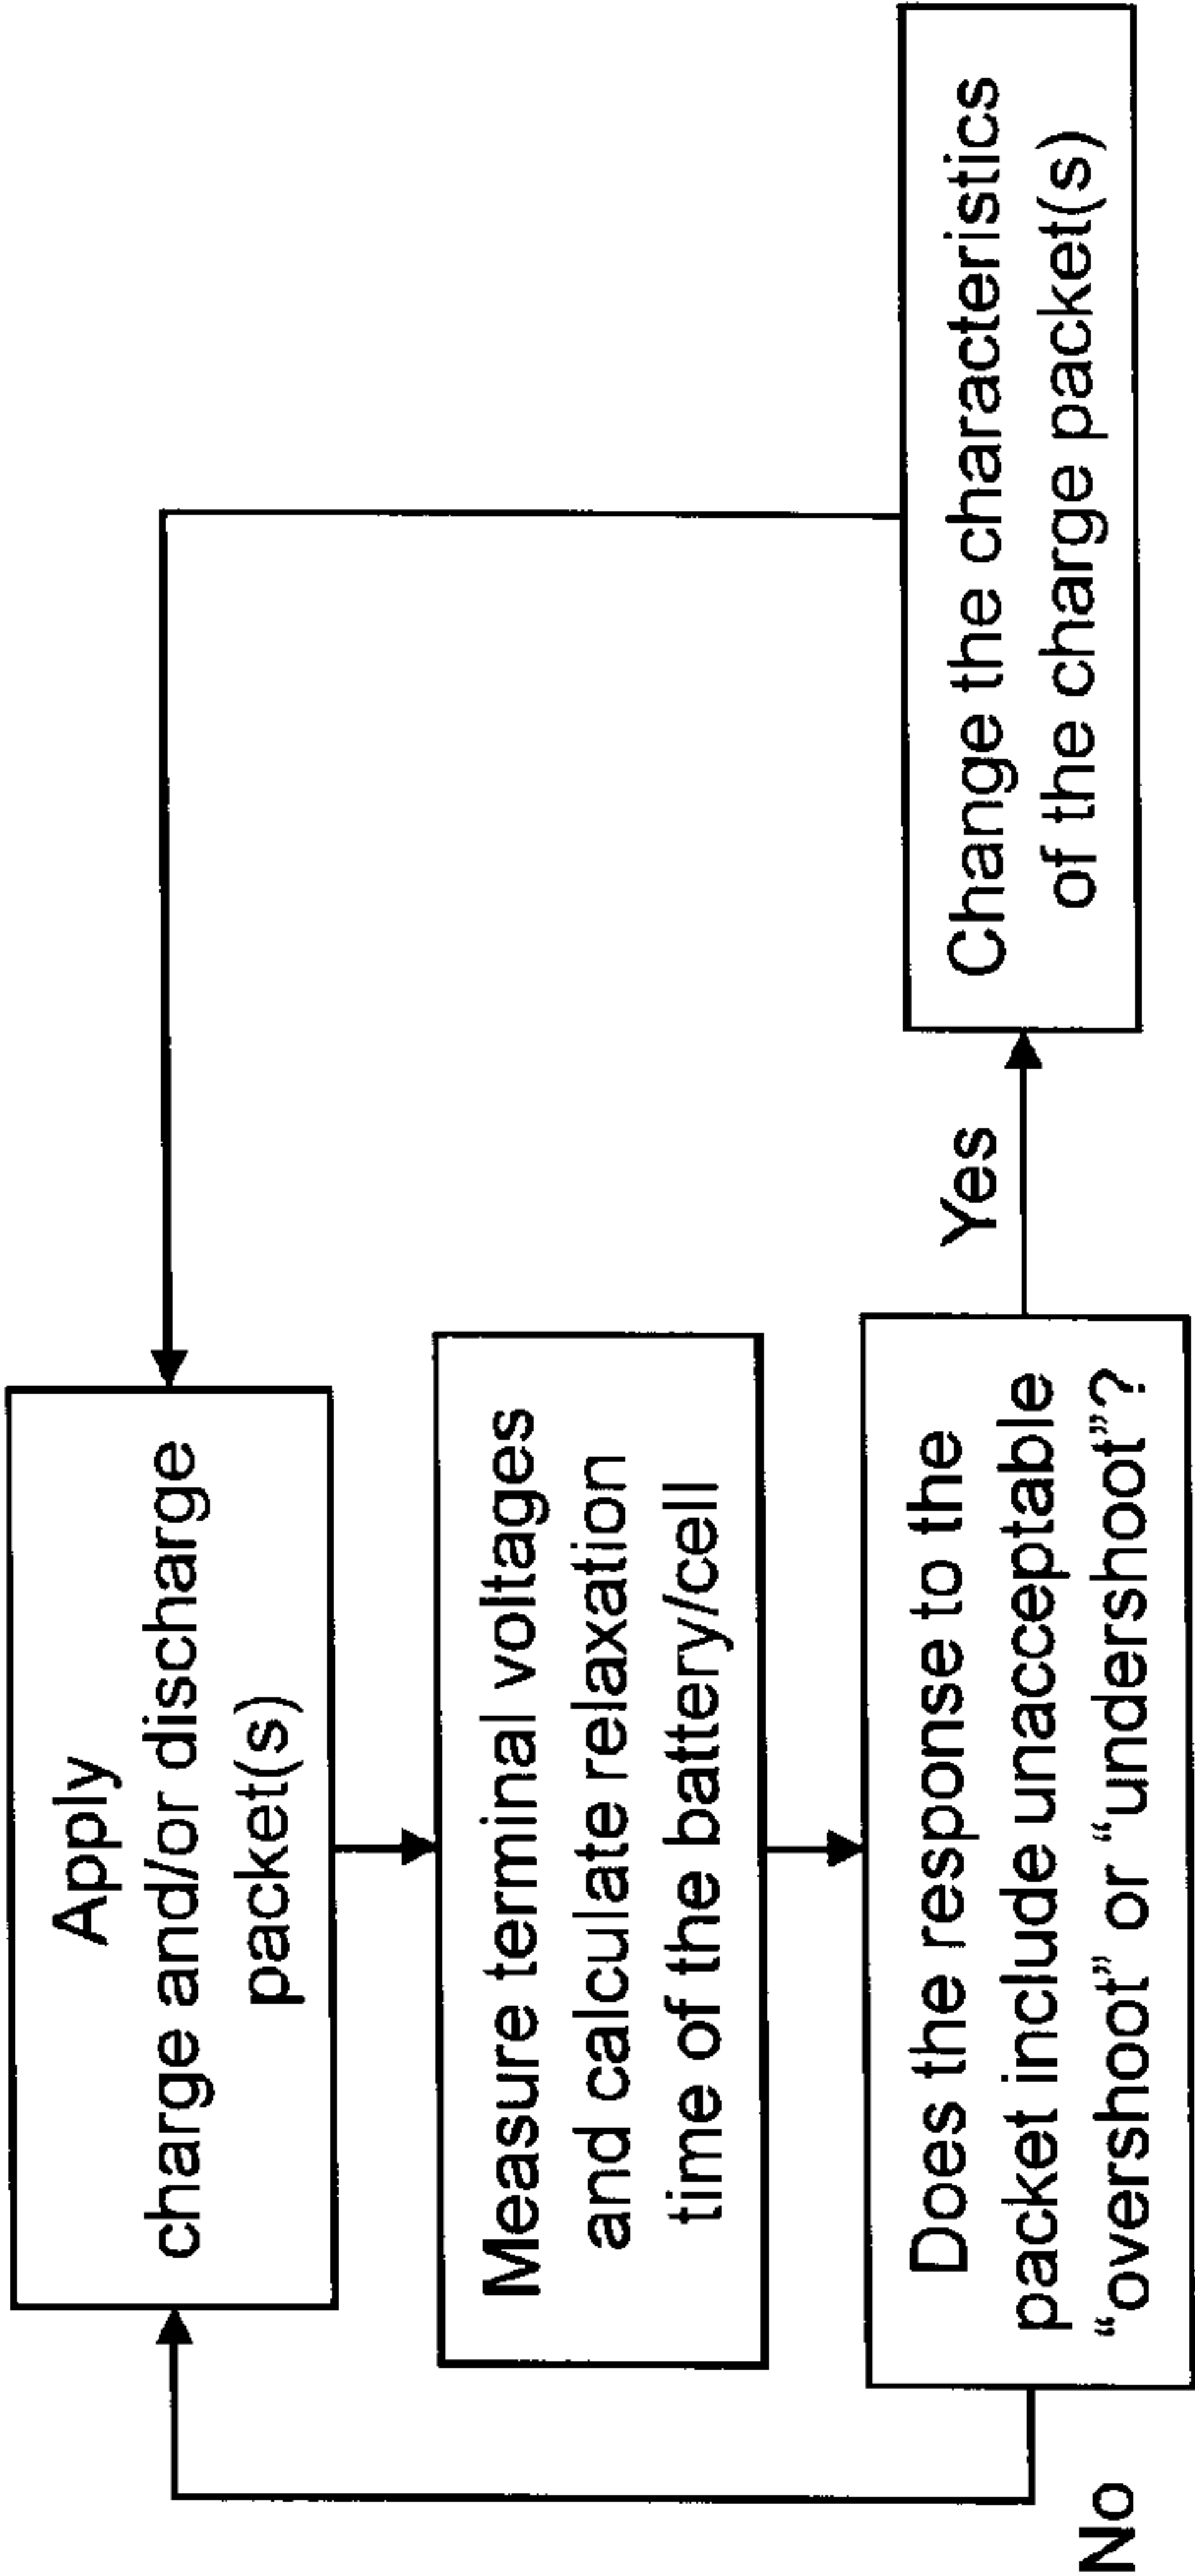 Apply
charge and/or discharge
packet(s)
Measure terminal voltages
and calculate relaxation
time of the battery/cell
Does the response to the
packet include unacceptable
“overshoot” or “undershoot”?
No
Yes
Change the characteristics
of the charge packet(s)